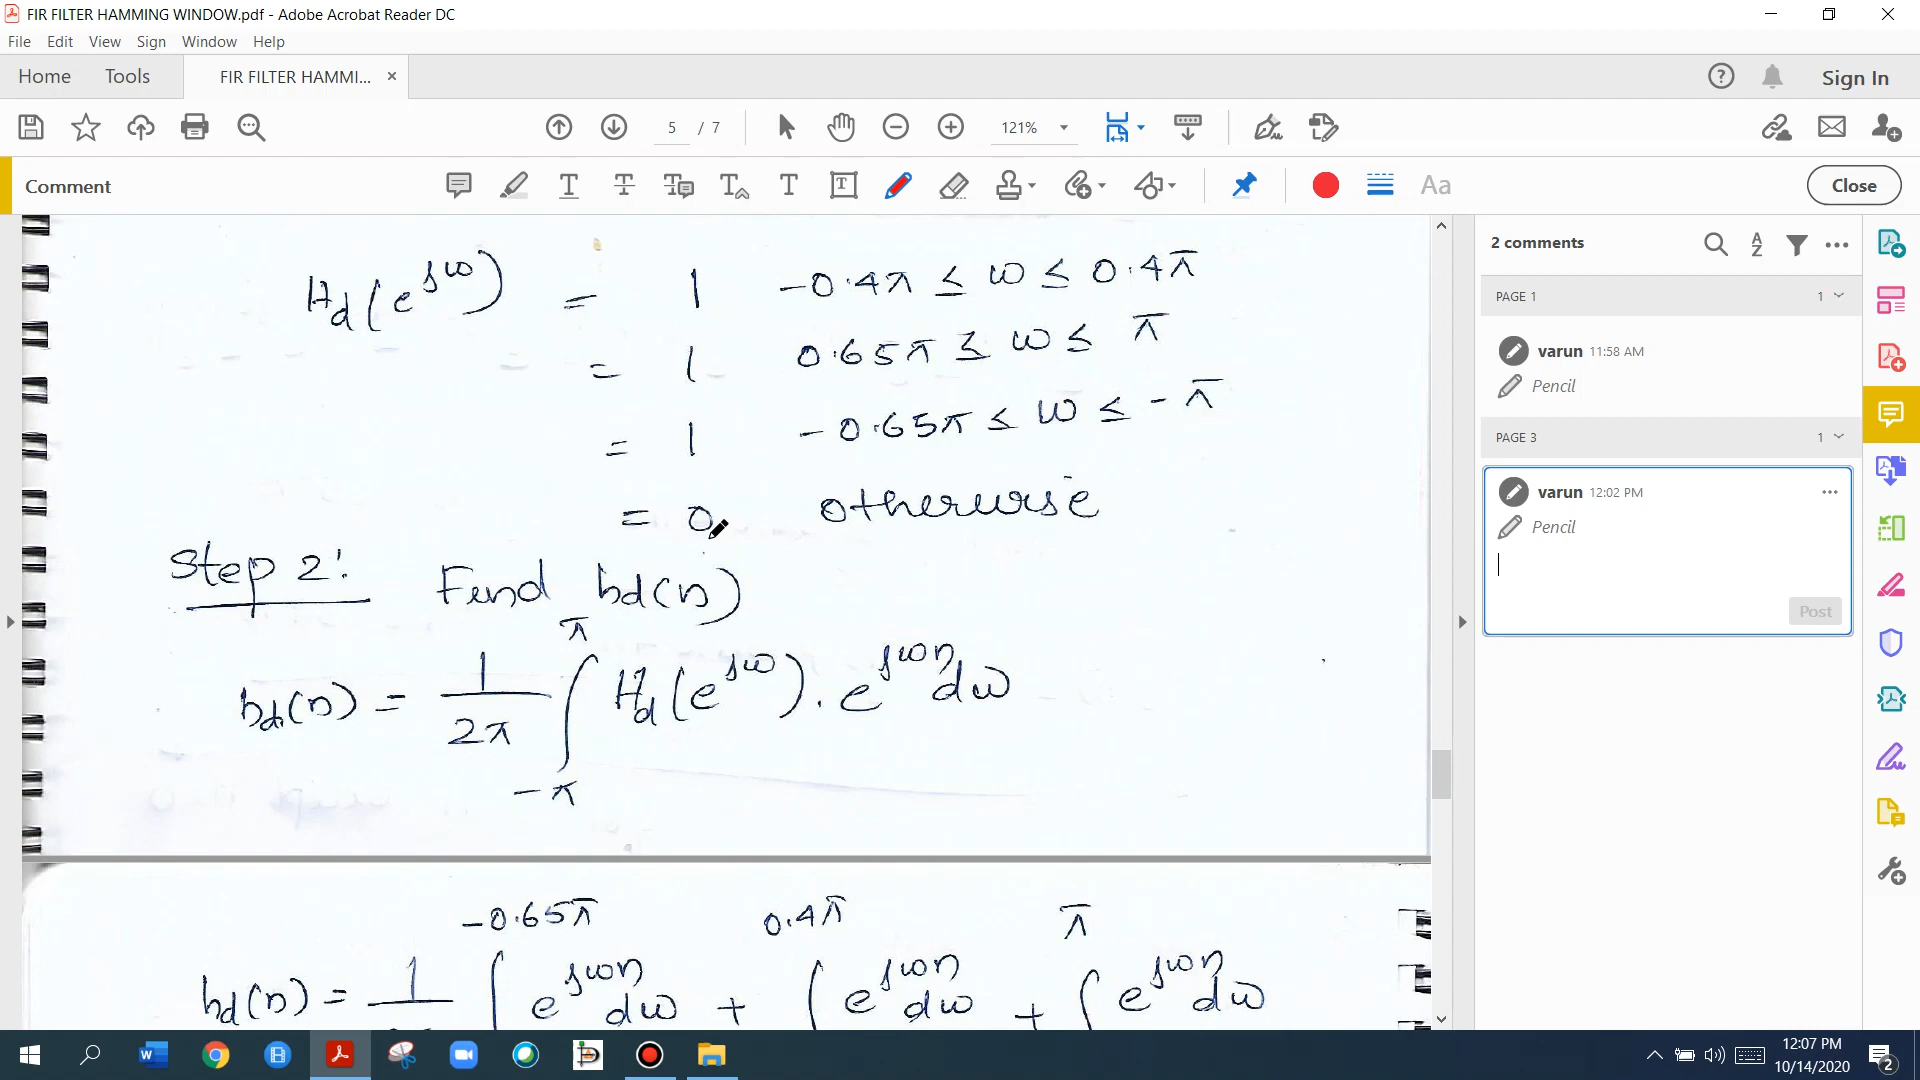 FIR FILTER HAMMING WINDOW.pdf - Adobe Acrobat Reader DC
File Edit View Sign Window Help
Home Tools FIR FILTER HAMMI... × Sign In
5 / 7 121%
Comment Close
2 comments
PAGE 1 1
varun 11:58 AM
Pencil
PAGE 3 1
varun 12:02 PM
Pencil
Post
Hd(e^jω) = 1 -0.4π ≤ ω ≤ 0.4π
= 1 0.65π ≤ ω ≤ π
= 1 -0.65π ≤ ω ≤ -π
= 0 otherwise
Step 2: Find hd(n)
hd(n) = 1/2π ∫_{-π}^{π} Hd(e^jω). e^jωn dω
-0.65π 0.4π π
hd(n) = 1 ∫ e^jωn dω + ∫ e^jωn dω + ∫ e^jωn dω
12:07 PM
10/14/2020
2